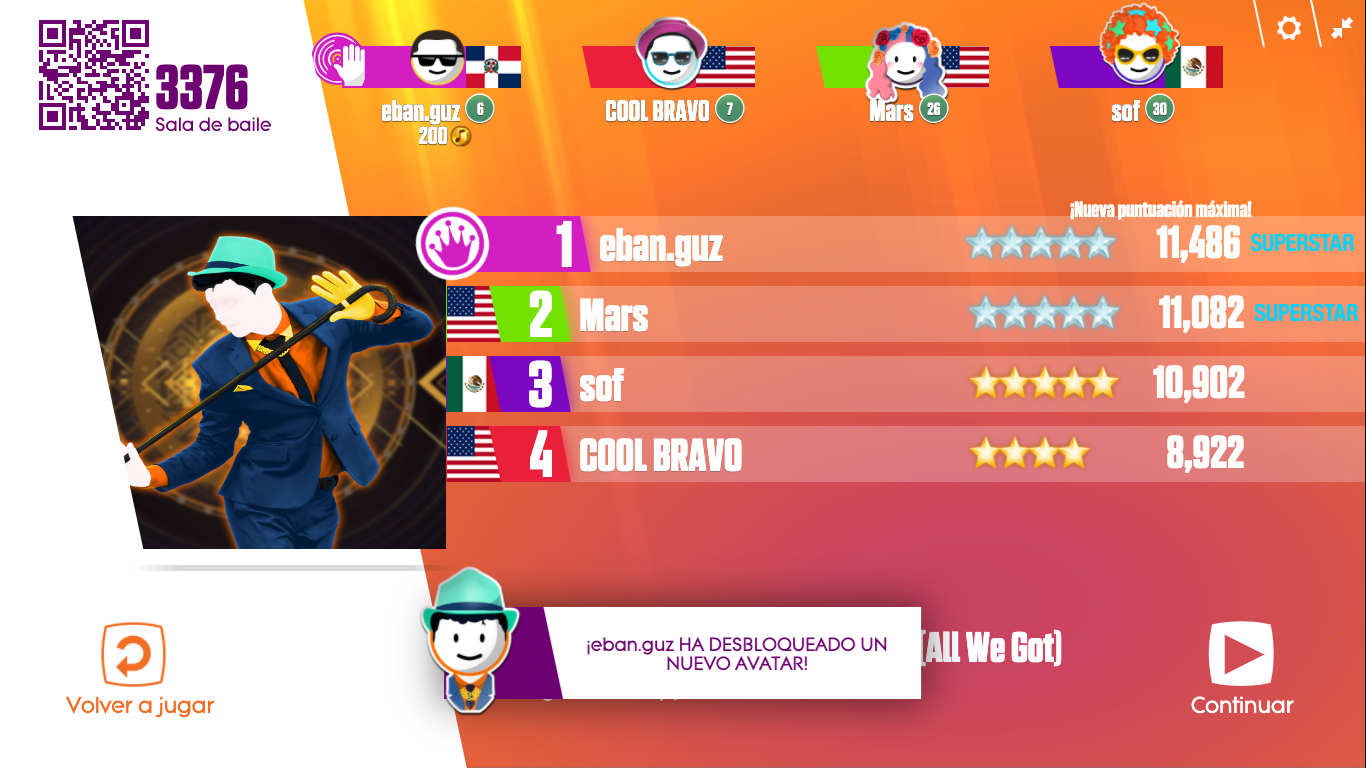 3376
Sala de baile
eban.guz 6
200
COOL BRAVO 7
Mars 26
sof 30
¡Nueva puntuación máxima!
1 eban.guz 11,486 SUPERSTAR
2 Mars 11,082 SUPERSTAR
3 sof 10,902
4 COOL BRAVO 8,922
¡eban.guz HA DESBLOQUEADO UN
NUEVO AVATAR!
(All We Got)
Volver a jugar
Continuar